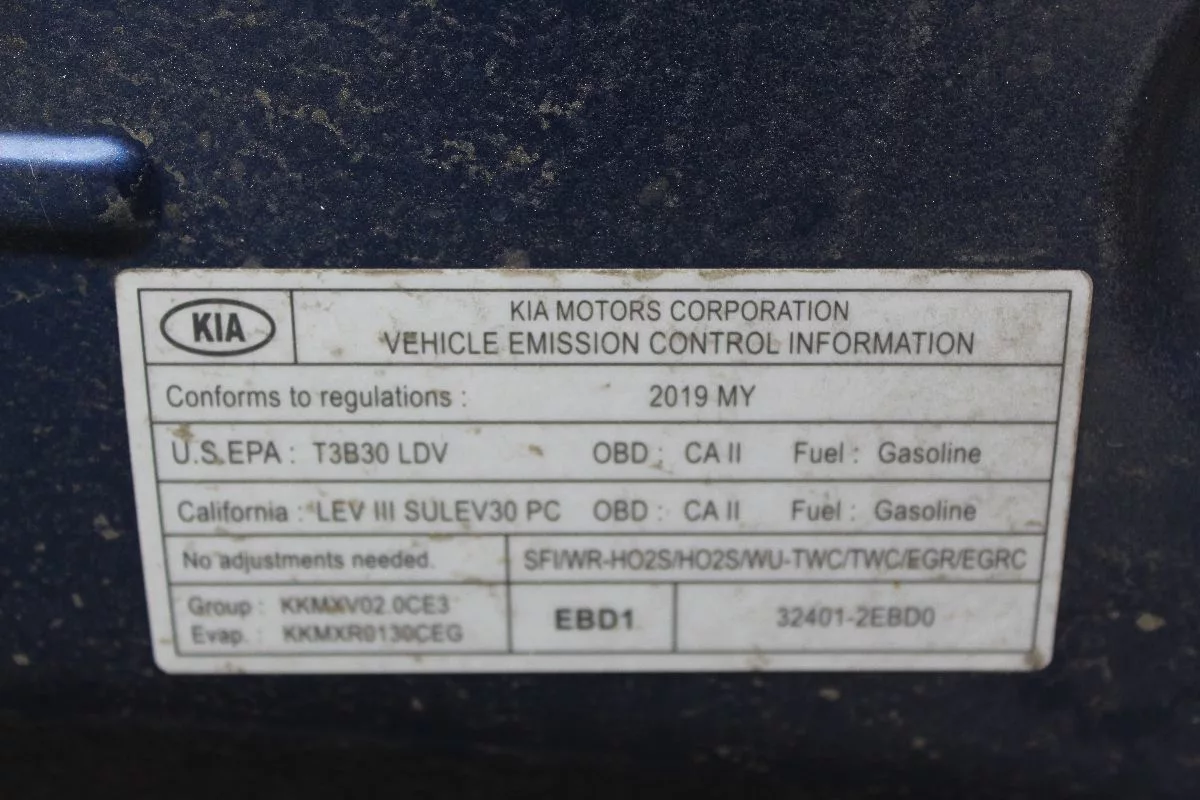 KIA
KIA MOTORS CORPORATION
VEHICLE EMISSION CONTROL INFORMATION
Conforms to regulations : 2019 MY
U.S.EPA : T3B30 LDV OBD : CA II Fuel : Gasoline
California : LEV III SULEV30 PC OBD : CA II Fuel : Gasoline
No adjustments needed. SFI/WR-HO2S/HO2S/WU-TWC/TWC/EGR/EGRC
Group : KKMXV02.0CE3
Evap. : KKMXR0130CEG
EBD1
32401-2EBD0